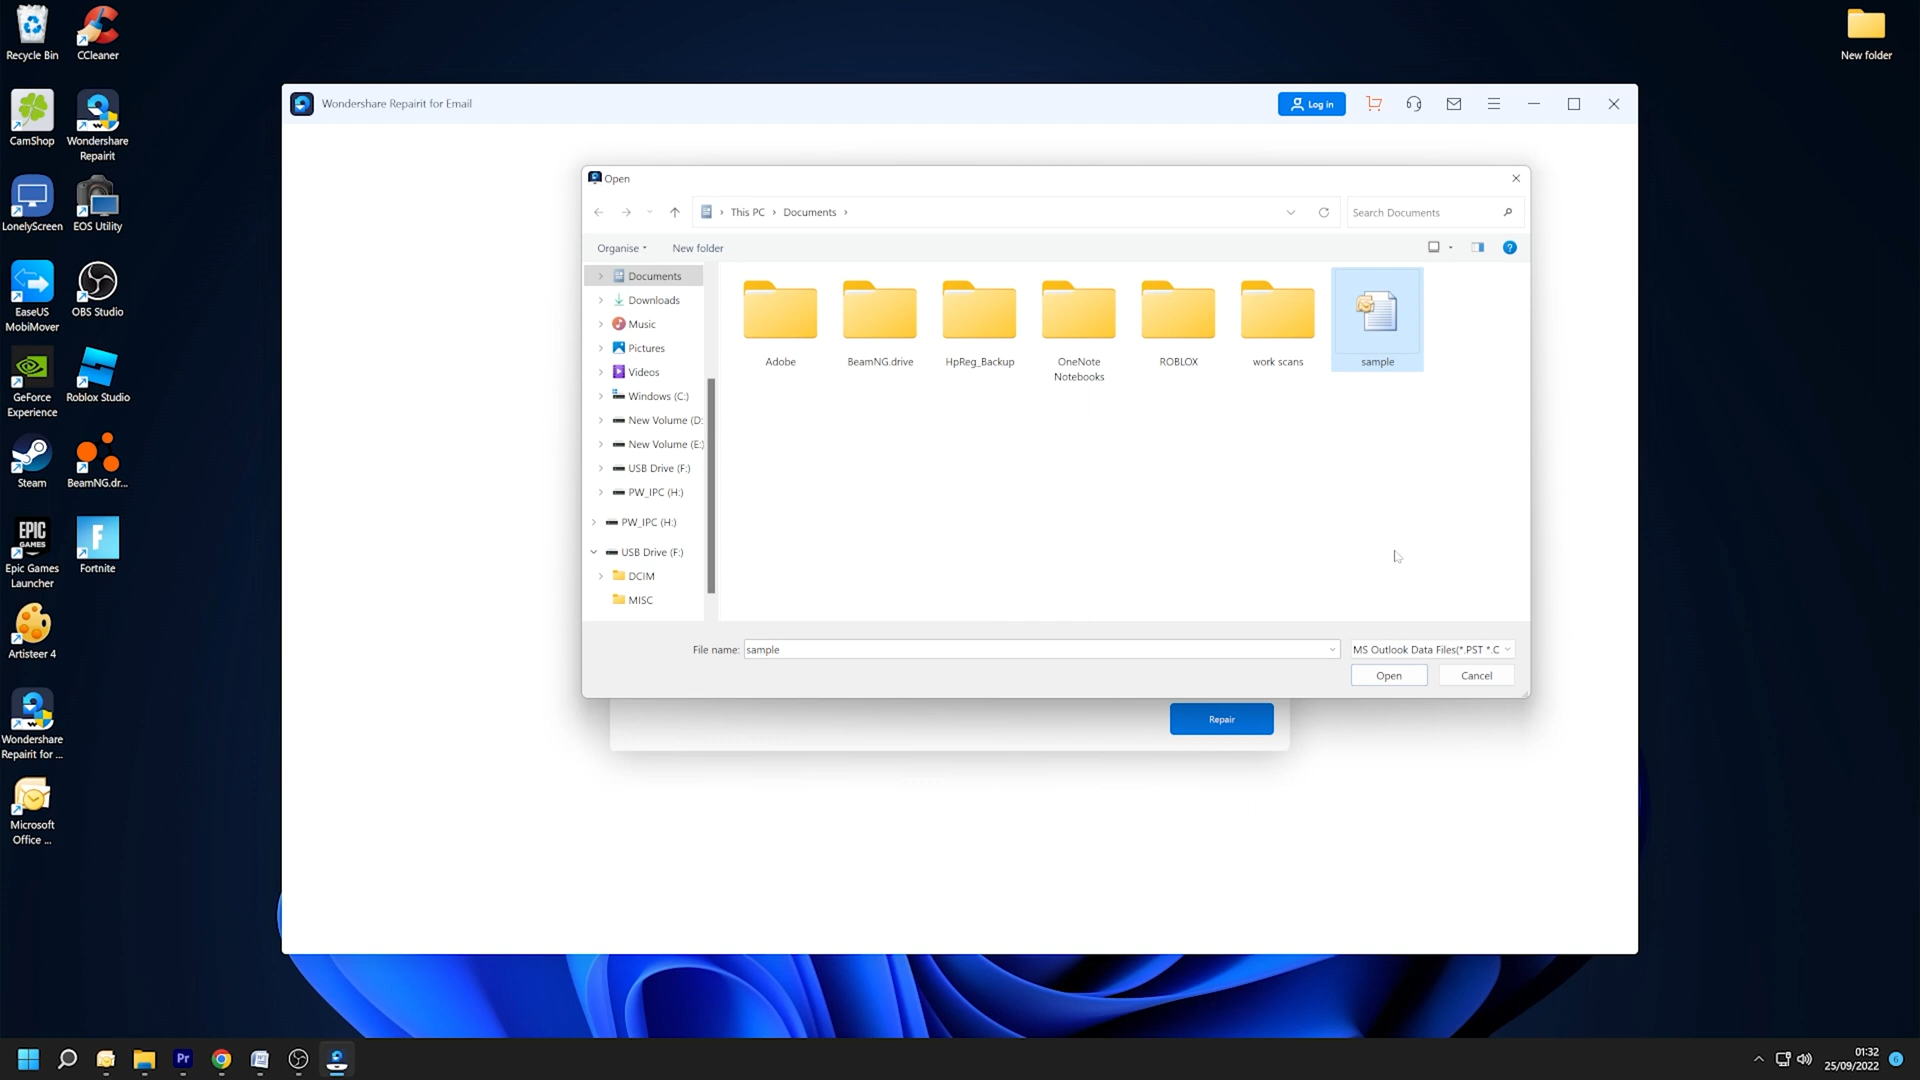 Recycle Bin
CCleaner
New folder
CamShop
Wondershare
Repairit
LonelyScreen
EOS Utility
EaseUS
MobiMover
OBS Studio
GeForce
Experience
Roblox Studio
Steam
BeamNG.dr...
EPIC
GAMES
Epic Games
Launcher
Fortnite
Artisteer 4
Wondershare
Repairit for ...
Microsoft
Office ...
Wondershare Repairit for Email
Log in
Open
This PC > Documents >
Search Documents
Organise
New folder
Documents
Downloads
Music
Pictures
Videos
Windows (C:)
New Volume (D:
New Volume (E:)
USB Drive (F:)
PW_IPC (H:)
PW_IPC (H:)
USB Drive (F:)
DCIM
MISC
Adobe
BeamNG.drive
HpReg_Backup
OneNote
Notebooks
ROBLOX
work scans
sample
File name: sample
MS Outlook Data Files(*.PST *.C
Open
Cancel
Repair
Pr
01:32
25/09/2022
6